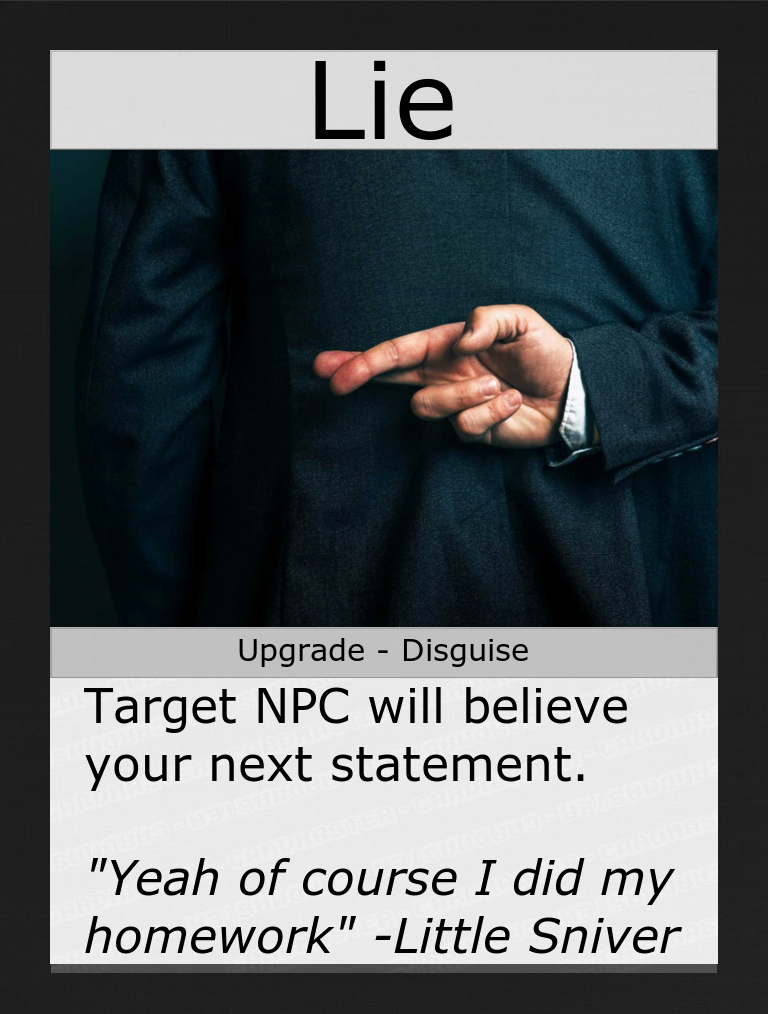 Lie
Upgrade - Disguise
Target NPC will believe
your next statement.
"Yeah of course I did my
homework" -Little Sniver